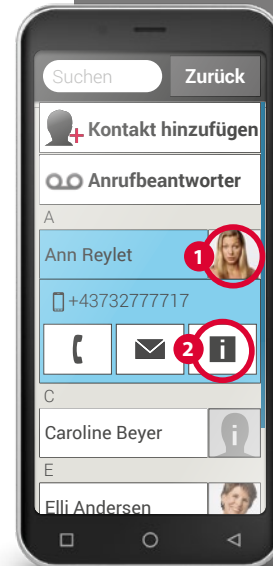 Suchen
Zurück
Kontakt hinzufügen
Anrufbeantworter
A
Ann Reylet
1
+43732777717
2
i
C
Caroline Beyer
i
E
Elli Andersen